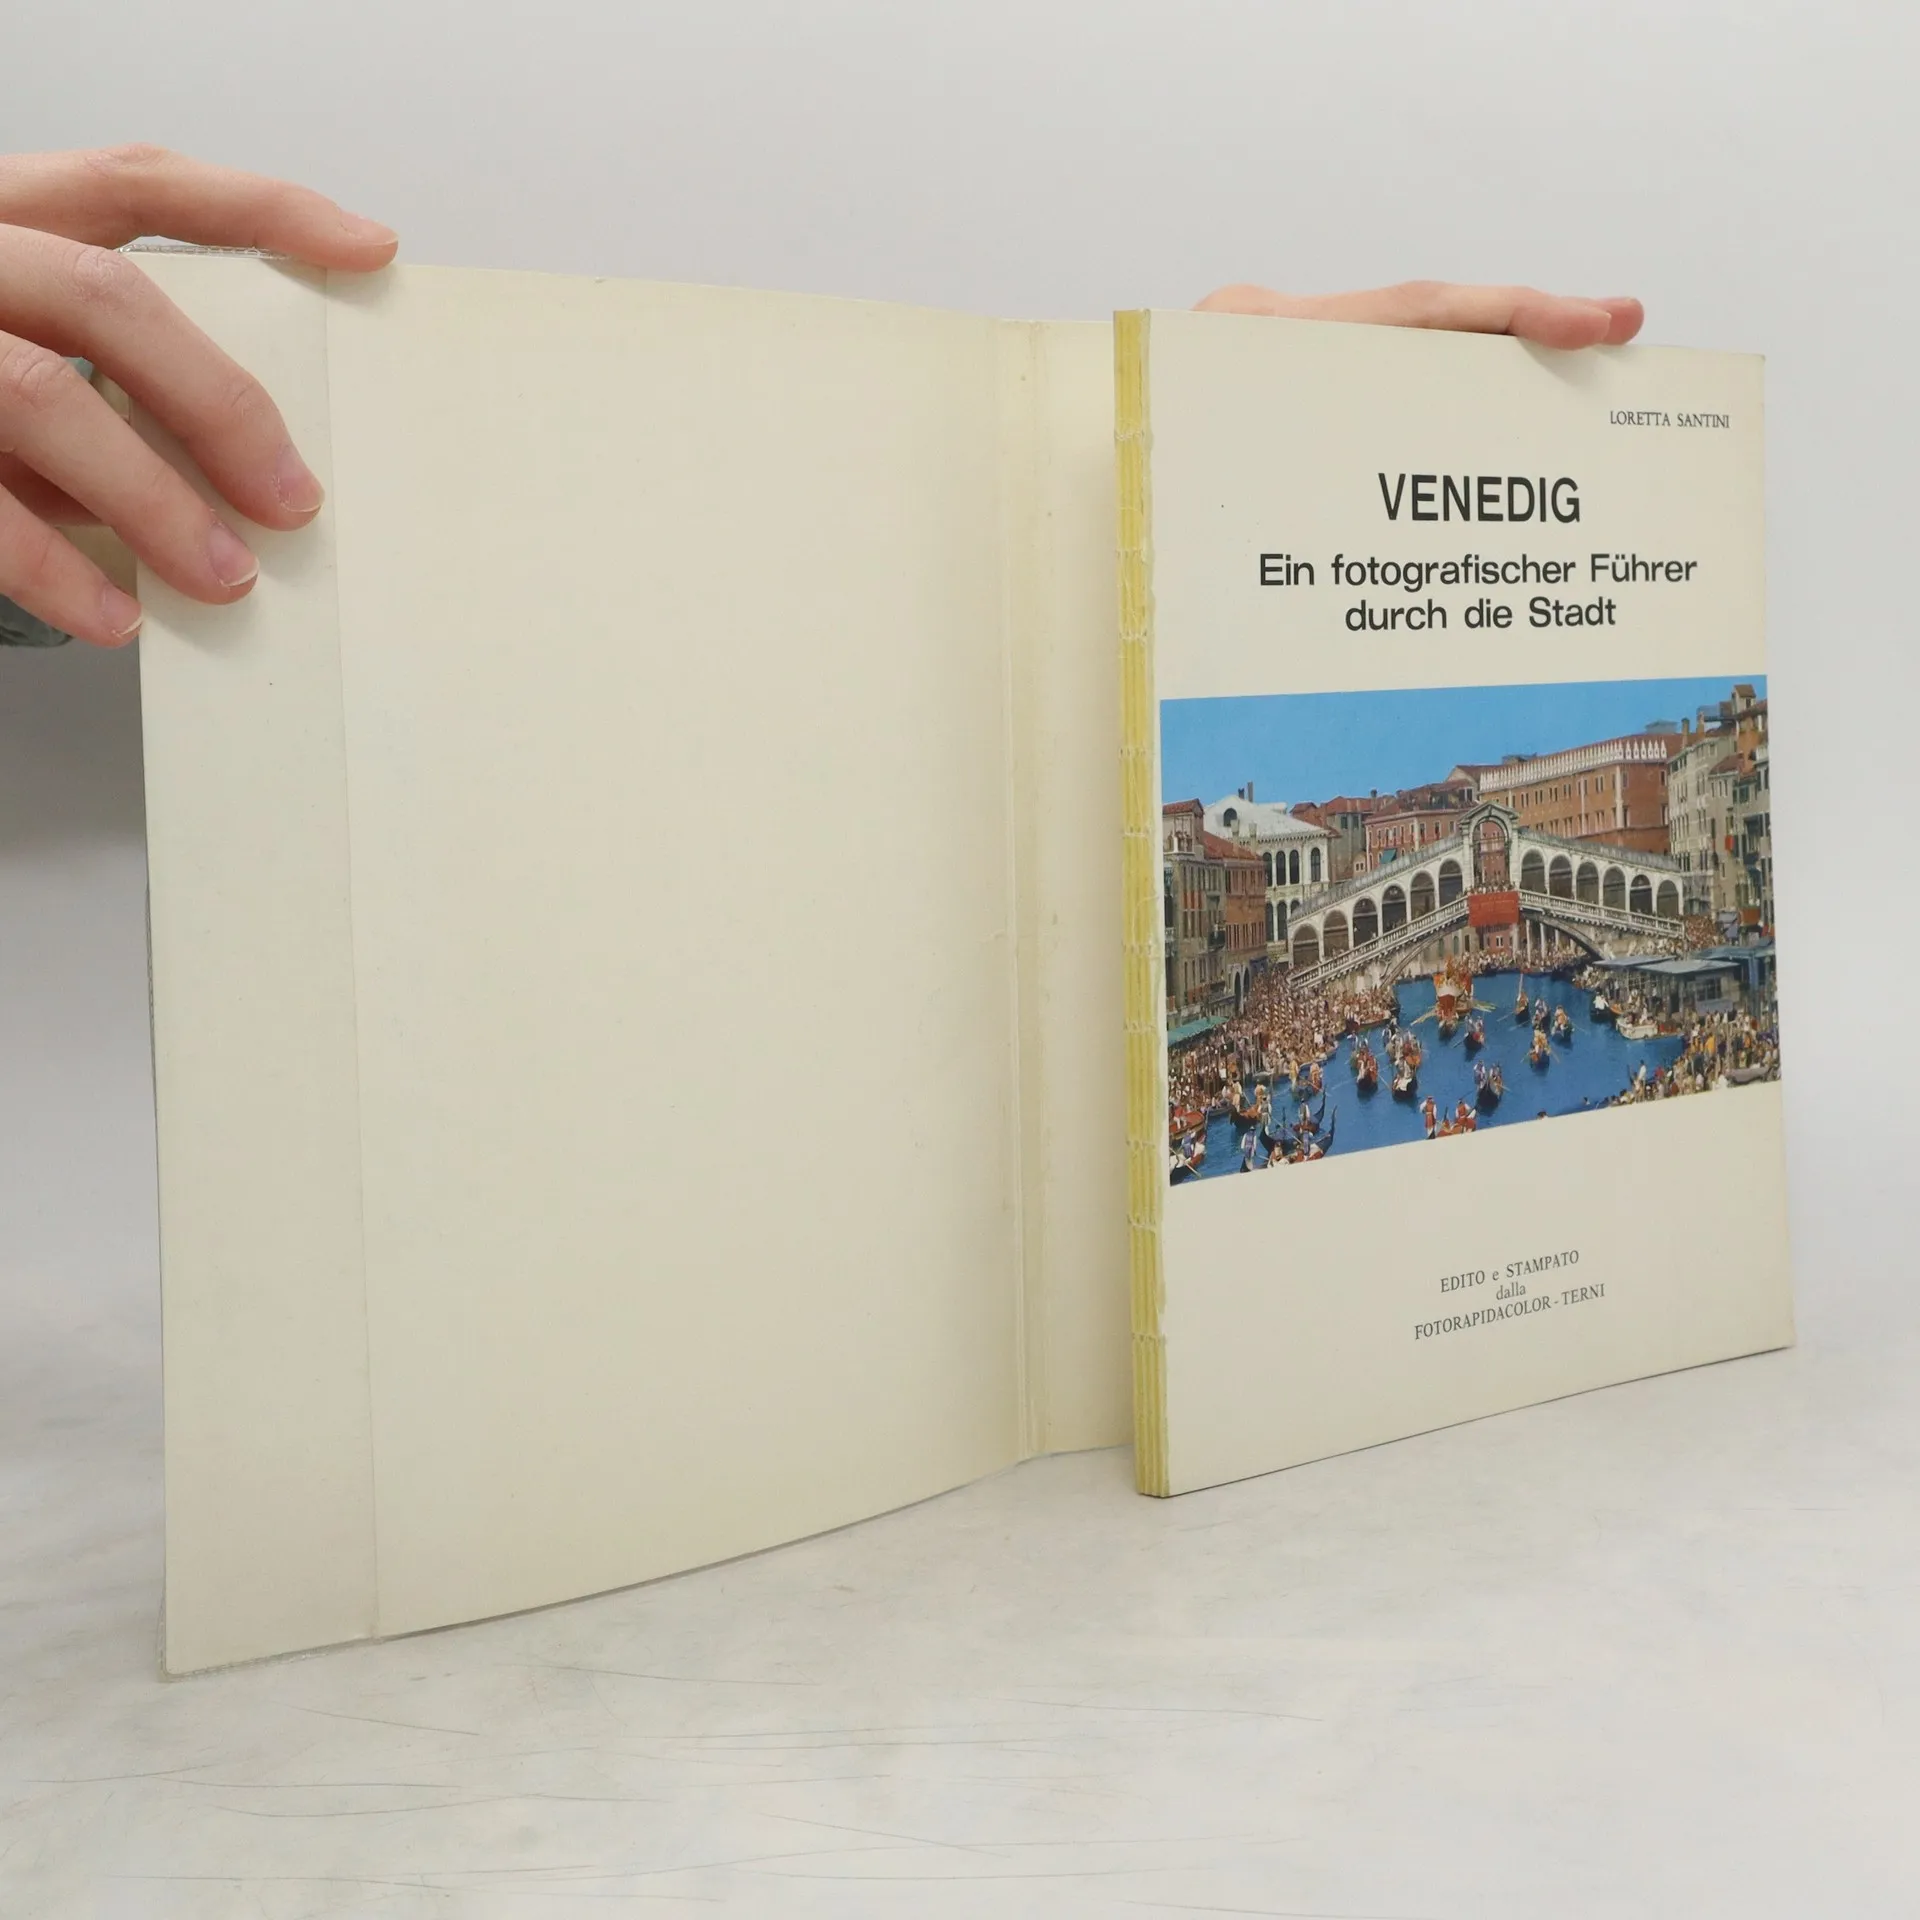 LORETTA SANTINI
VENEDIG
Ein fotografischer Führer
durch die Stadt
EDITO e STAMPATO
dalla
FOTORAPIDACOLOR - TERNI